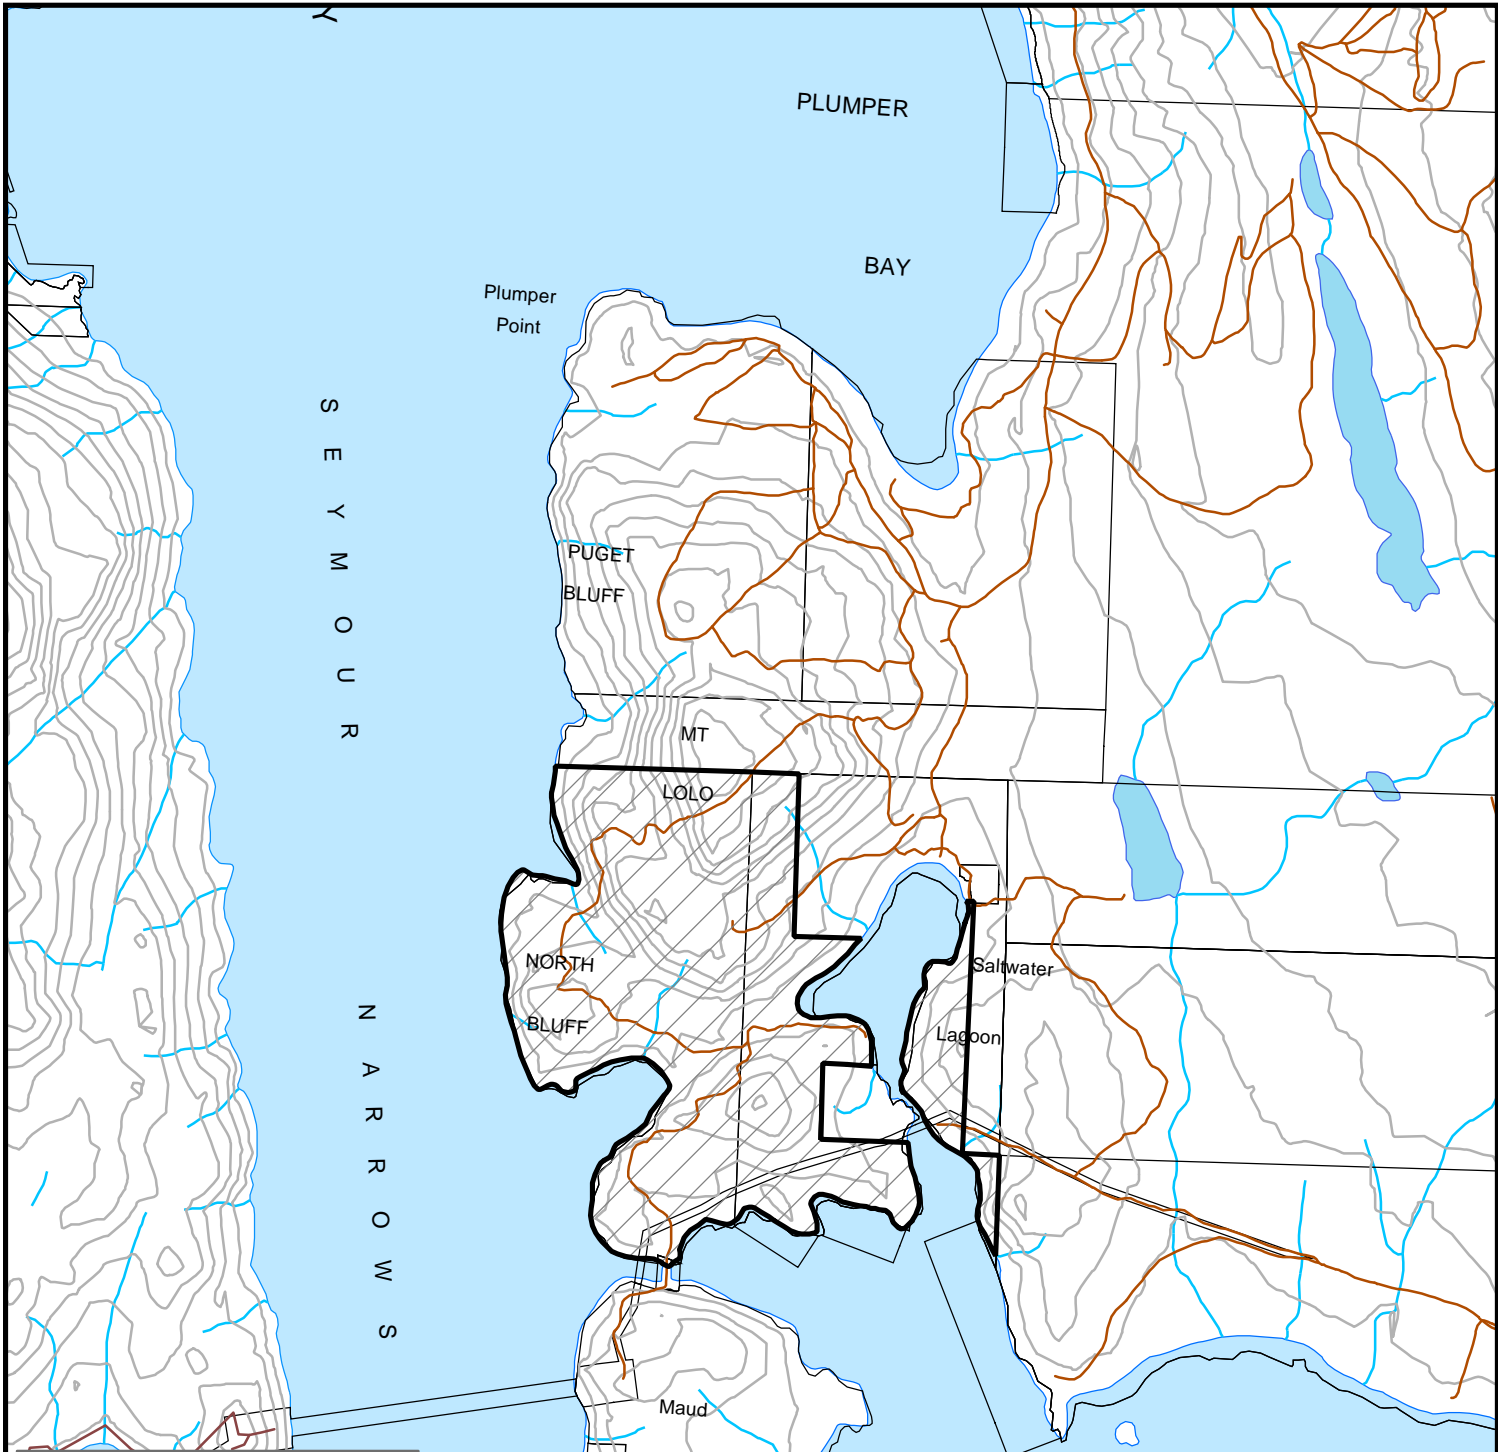 Y
PLUMPER
BAY
Plumper
Point
SEYMOUR
PUGET
BLUFF
MT
LOLO
NORTH
BLUFF
Saltwater
Lagoon
NARROWS
Maud